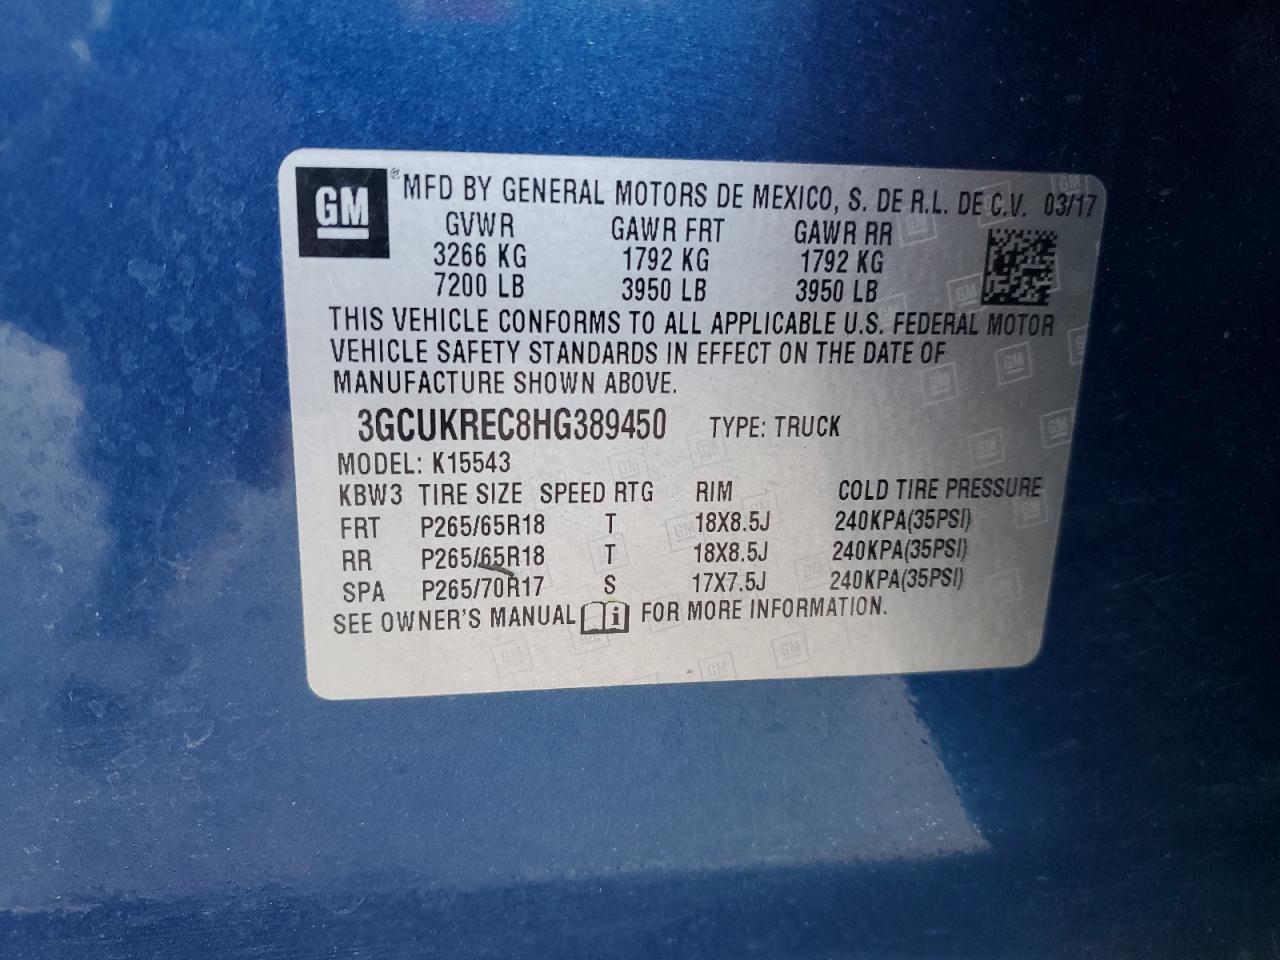 GM ® MFD BY GENERAL MOTORS DE MEXICO, S. DE R.L. DE C.V. 03/17
GVWR GAWR FRT GAWR RR
3266 KG 1792 KG 1792 KG
7200 LB 3950 LB 3950 LB
THIS VEHICLE CONFORMS TO ALL APPLICABLE U.S. FEDERAL MOTOR
VEHICLE SAFETY STANDARDS IN EFFECT ON THE DATE OF
MANUFACTURE SHOWN ABOVE.
3GCUKREC8HG389450 TYPE: TRUCK
MODEL: K15543
KBW3 TIRE SIZE SPEED RTG RIM COLD TIRE PRESSURE
FRT P265/65R18 T 18X8.5J 240KPA(35PSI)
RR P265/65R18 T 18X8.5J 240KPA(35PSI)
SPA P265/70R17 S 17X7.5J 240KPA(35PSI)
SEE OWNER'S MANUAL i FOR MORE INFORMATION.